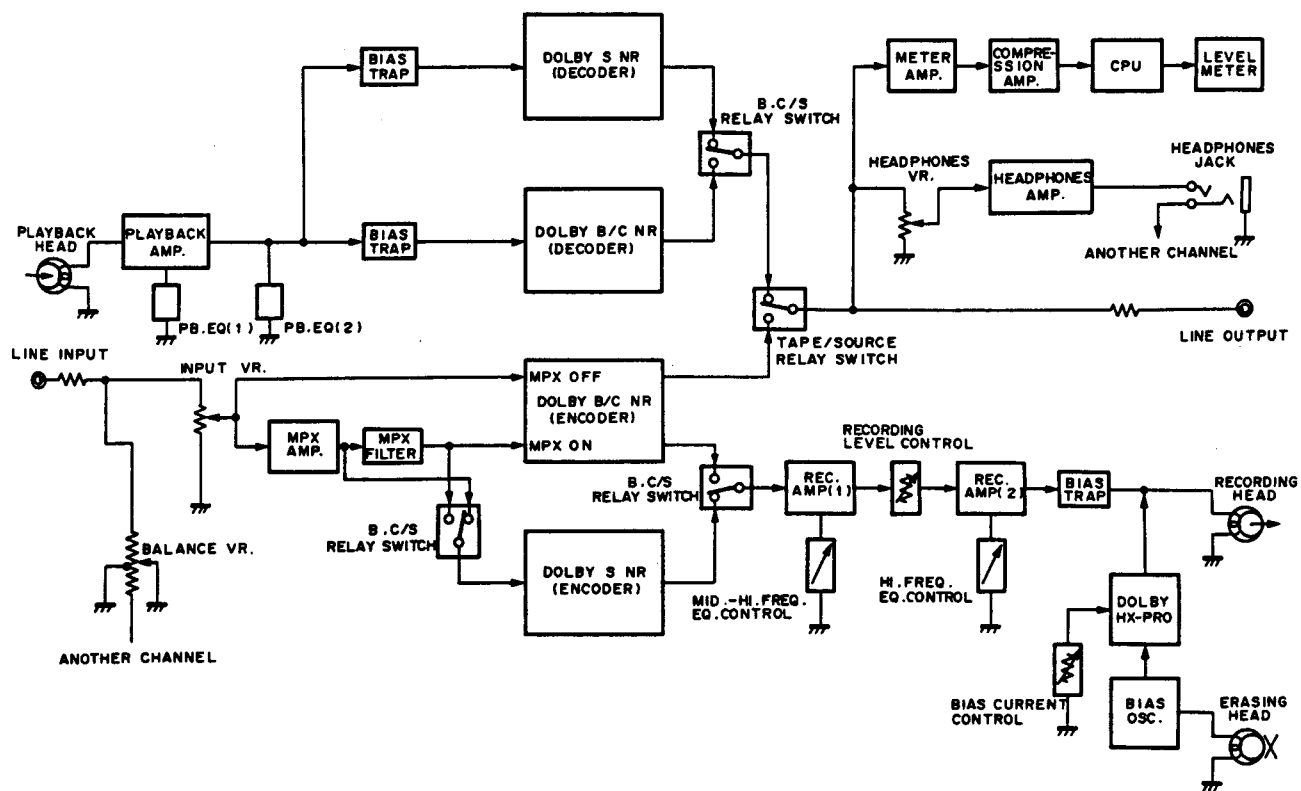 BIAS
TRAP
DOLBY S NR
(DECODER)
B.C/S
RELAY SWITCH
METER
AMP.
COMPRE-
SSION
AMP.
CPU
LEVEL
METER
HEADPHONES
VR.
HEADPHONES
AMP.
HEADPHONES
JACK
ANOTHER CHANNEL
PLAYBACK
HEAD
PLAYBACK
AMP.
PB.EQ(1)
PB.EQ(2)
BIAS
TRAP
DOLBY B/C NR
(DECODER)
TAPE/SOURCE
RELAY SWITCH
LINE OUTPUT
LINE INPUT
INPUT VR.
MPX OFF
DOLBY B/C NR
(ENCODER)
MPX ON
MPX
AMP.
MPX
FILTER
B.C/S
RELAY SWITCH
B.C/S
RELAY SWITCH
DOLBY S NR
(ENCODER)
BALANCE VR.
ANOTHER CHANNEL
REC.
AMP(1)
RECORDING
LEVEL CONTROL
REC.
AMP(2)
BIAS
TRAP
RECORDING
HEAD
MID.-HI.FREQ.
EQ.CONTROL
HI.FREQ.
EQ.CONTROL
DOLBY
HX-PRO
BIAS CURRENT
CONTROL
BIAS
OSC.
ERASING
HEAD